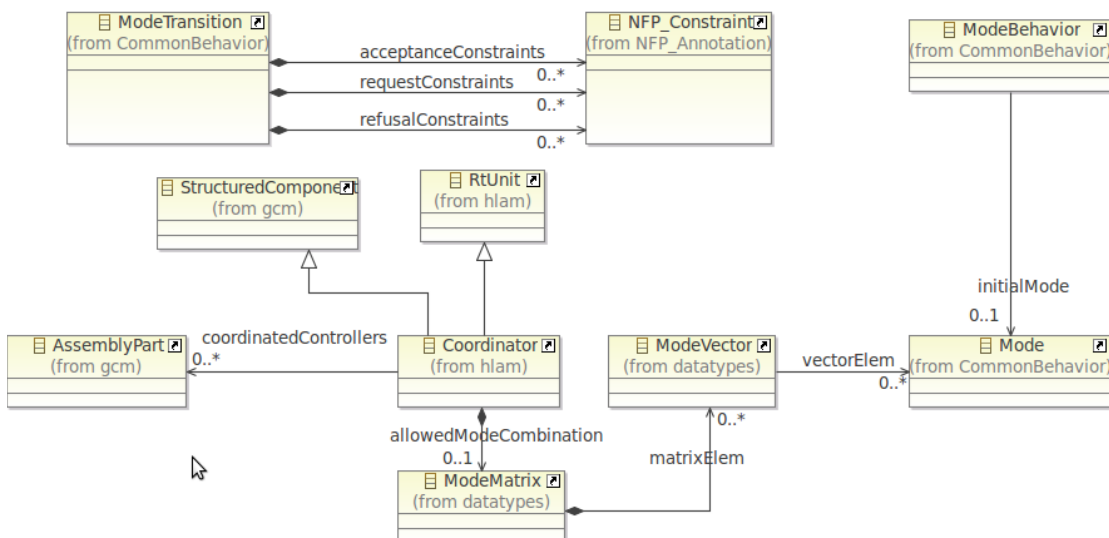 ModeTransition
(from CommonBehavior)
NFP_Constraint
(from NFP_Annotation)
ModeBehavior
(from CommonBehavior)
acceptanceConstraints
0..*
requestConstraints
0..*
refusalConstraints
0..*
StructuredComponent
(from gcm)
RtUnit
(from hlam)
initialMode
0..1
AssemblyPart
(from gcm)
coordinatedControllers
0..*
Coordinator
(from hlam)
ModeVector
(from datatypes)
vectorElem
0..*
Mode
(from CommonBehavior)
allowedModeCombination
0..1
0..*
matrixElem
ModeMatrix
(from datatypes)